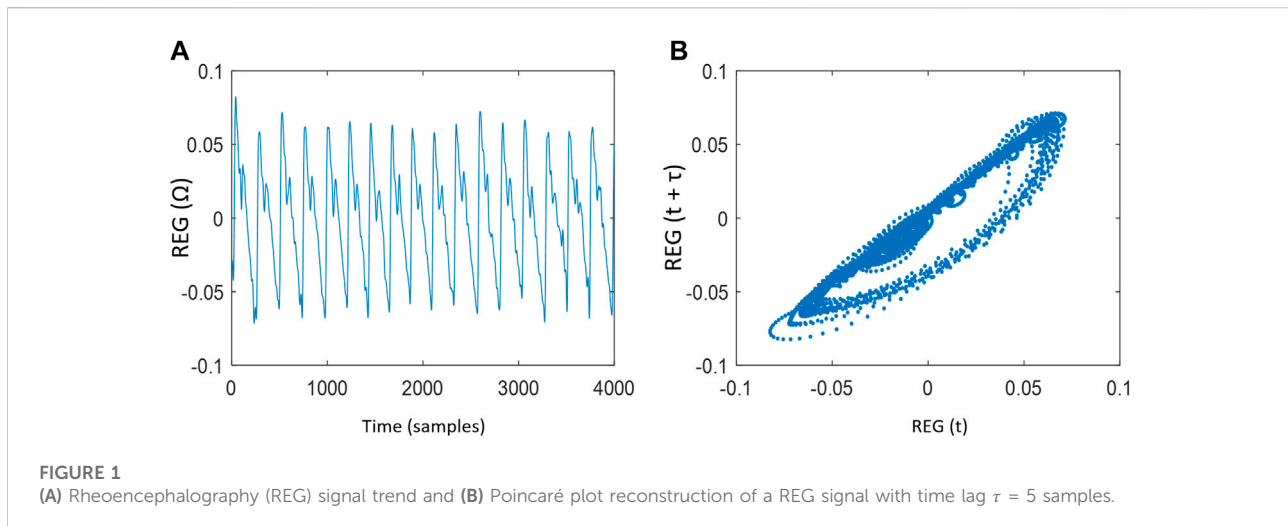 A
B
REG (Ω)
0.1
0.05
0
-0.05
-0.1
0 1000 2000 3000 4000
Time (samples)
REG (t + τ)
0.1
0.05
0
-0.05
-0.1
-0.1 -0.05 0 0.05 0.1
REG (t)
FIGURE 1
(A) Rheoencephalography (REG) signal trend and (B) Poincaré plot reconstruction of a REG signal with time lag τ = 5 samples.